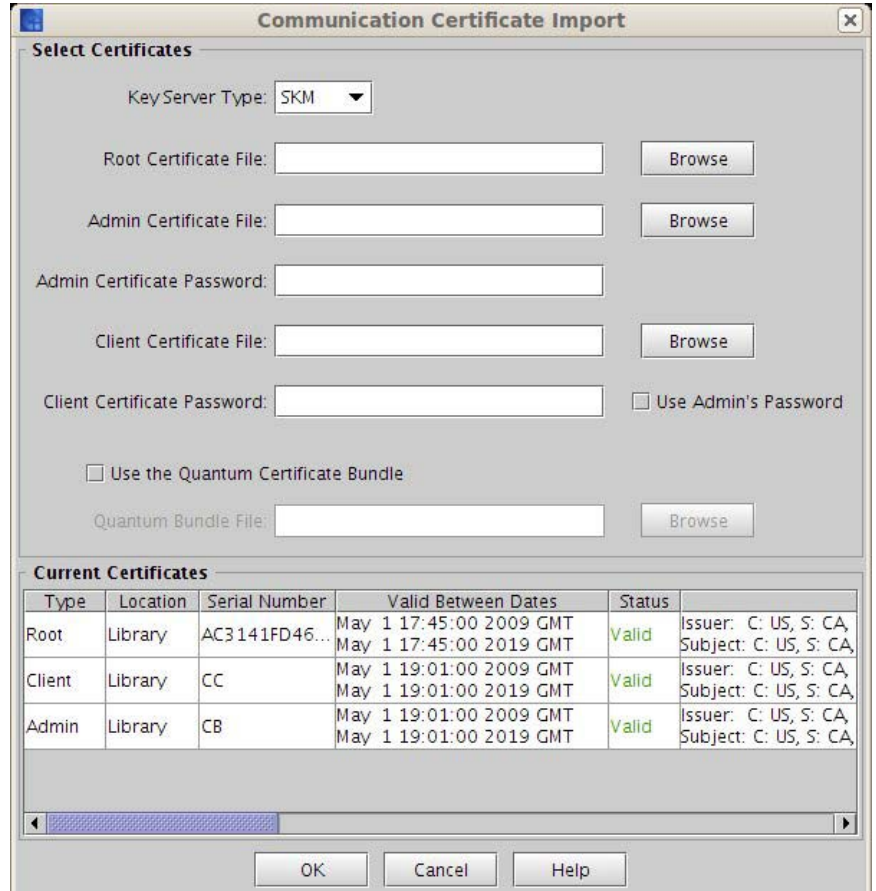 Communication Certificate Import
Select Certificates
Key Server Type: SKM
Root Certificate File: Browse
Admin Certificate File: Browse
Admin Certificate Password:
Client Certificate File: Browse
Client Certificate Password: Use Admin's Password
Use the Quantum Certificate Bundle
Quantum Bundle File: Browse
Current Certificates
Type Location Serial Number Valid Between Dates Status
Root Library AC3141FD46... May 1 17:45:00 2009 GMT Valid Issuer: C: US, S: CA,
May 1 17:45:00 2019 GMT Subject: C: US, S: CA,
Client Library CC May 1 19:01:00 2009 GMT Valid Issuer: C: US, S: CA,
May 1 19:01:00 2019 GMT Subject: C: US, S: CA,
Admin Library CB May 1 19:01:00 2009 GMT Valid Issuer: C: US, S: CA,
May 1 19:01:00 2019 GMT Subject: C: US, S: CA,
OK Cancel Help